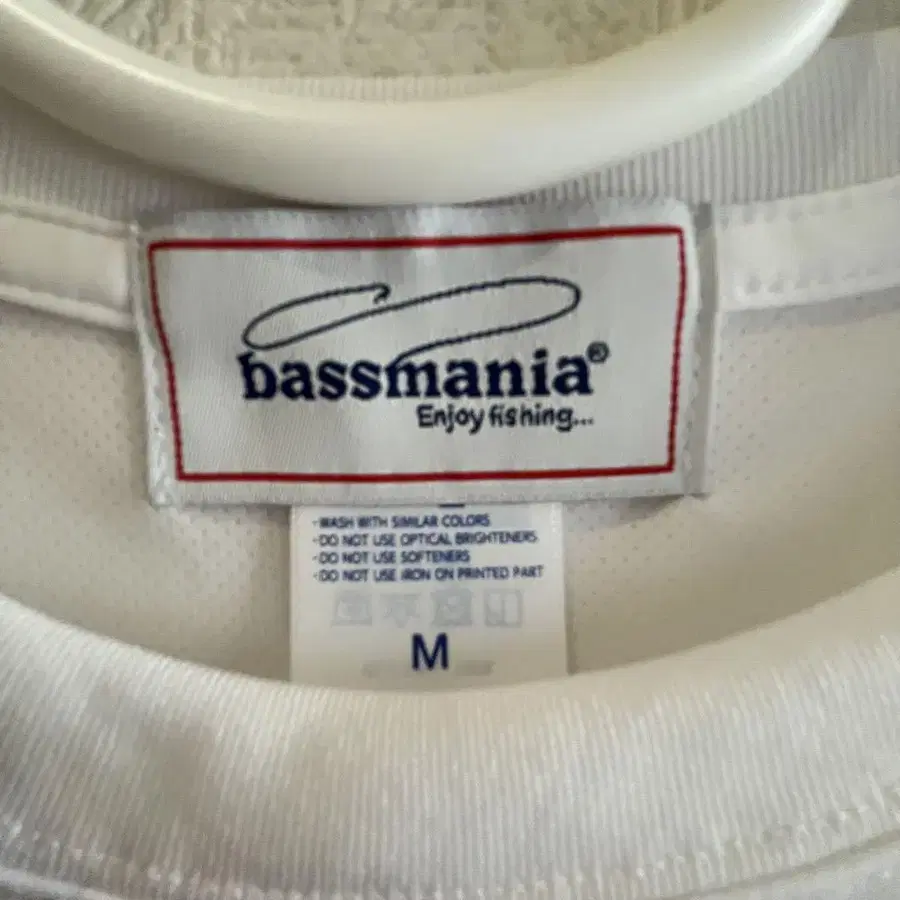 bassmania®
Enjoy fishing...
·WASH WITH SIMILAR COLORS
·DO NOT USE OPTICAL BRIGHTENERS
·DO NOT USE SOFTENERS
·DO NOT USE IRON ON PRINTED PART
M